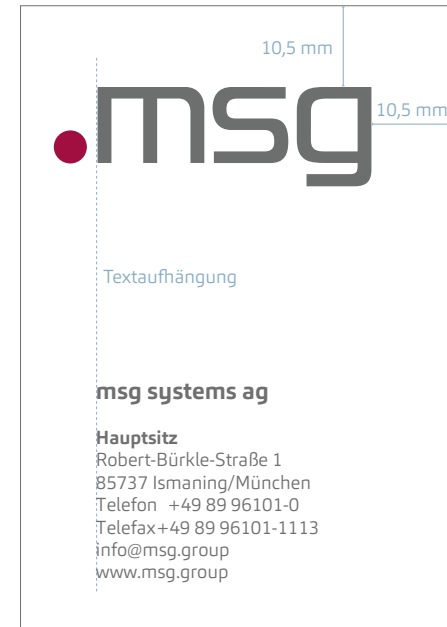 10,5 mm
.msg
10,5 mm
Textaufhängung
msg systems ag
Hauptsitz
Robert-Bürkle-Straße 1
85737 Ismaning/München
Telefon +49 89 96101-0
Telefax+49 89 96101-1113
info@msg.group
www.msg.group